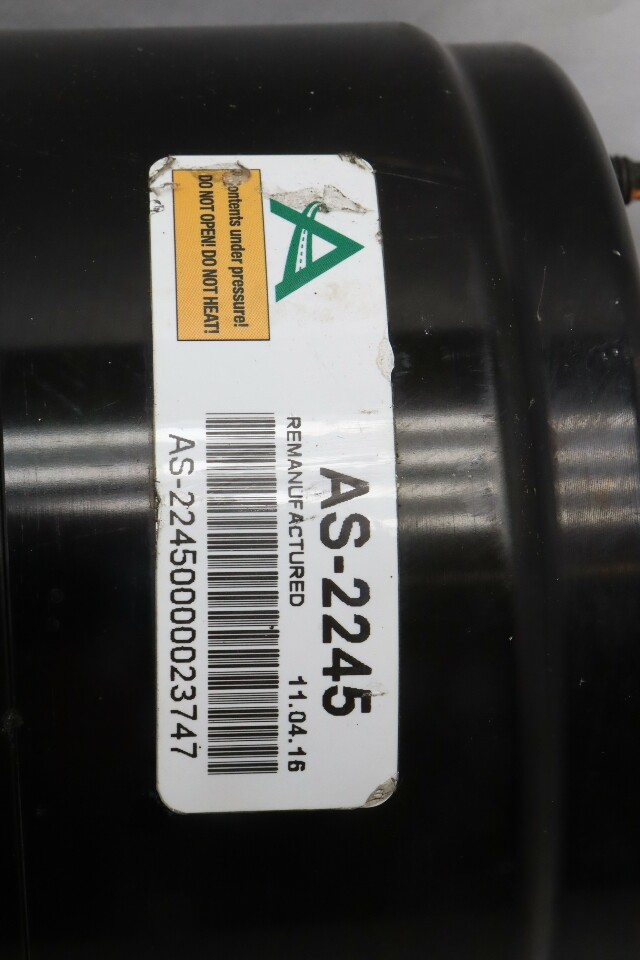 Contents under pressure!
DO NOT OPEN! DO NOT HEAT!
AS-2245
REMANUFACTURED 11.04.16
AS-22450000023747